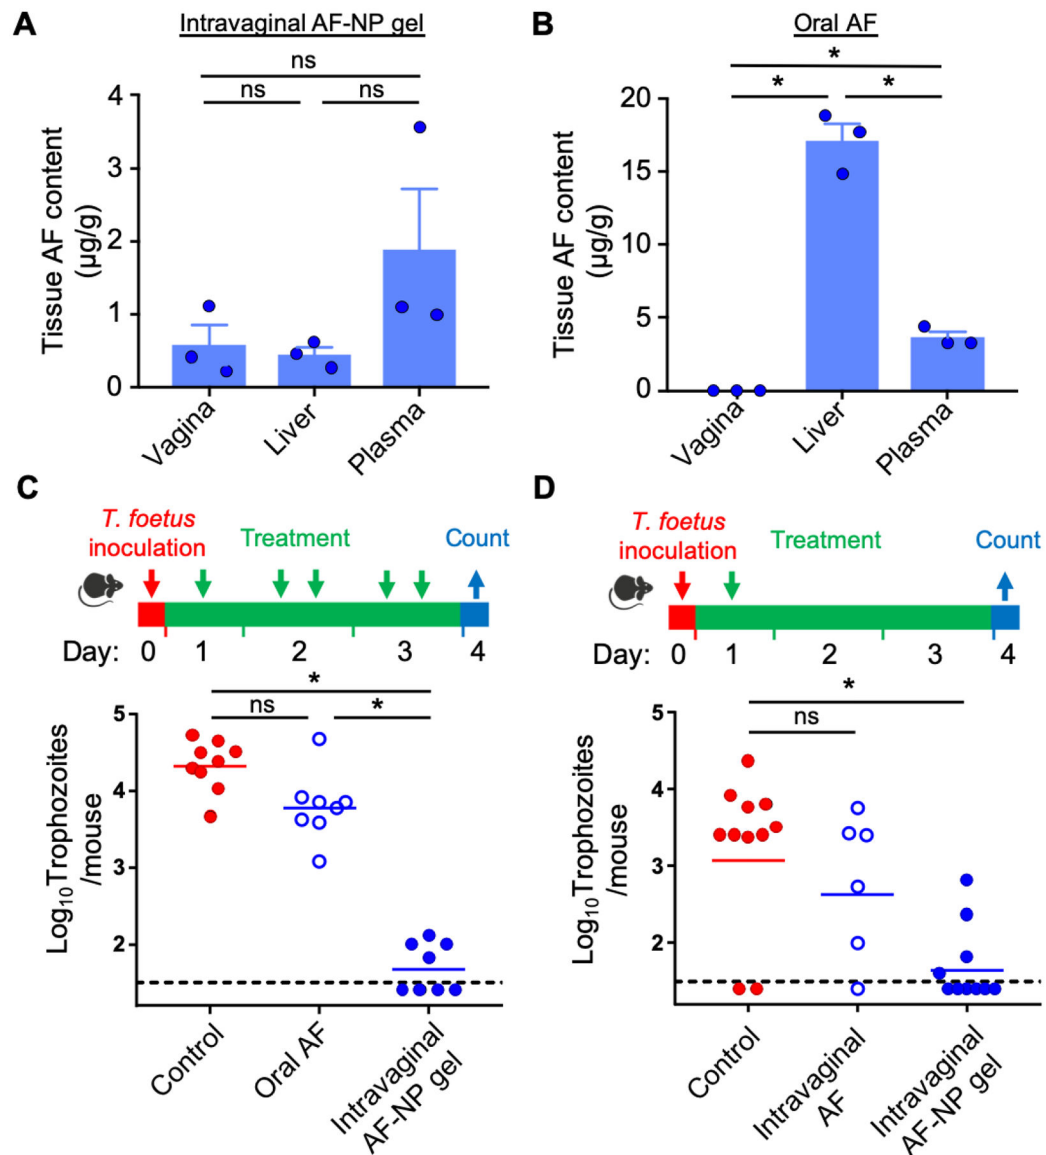 A
Intravaginal AF-NP gel
ns
ns
ns
Tissue AF content
(µg/g)
4
3
2
1
0
Vagina
Liver
Plasma
B
Oral AF
*
*
*
Tissue AF content
(µg/g)
20
15
10
5
0
Vagina
Liver
Plasma
C
T. foetus
inoculation
Treatment
Count
Day: 0 1 2 3 4
*
ns
*
Log10Trophozoites
/mouse
5
4
3
2
Control
Oral AF
Intravaginal
AF-NP gel
D
T. foetus
inoculation
Treatment
Count
Day: 0 1 2 3 4
*
ns
Log10Trophozoites
/mouse
5
4
3
2
Control
Intravaginal
AF
Intravaginal
AF-NP gel